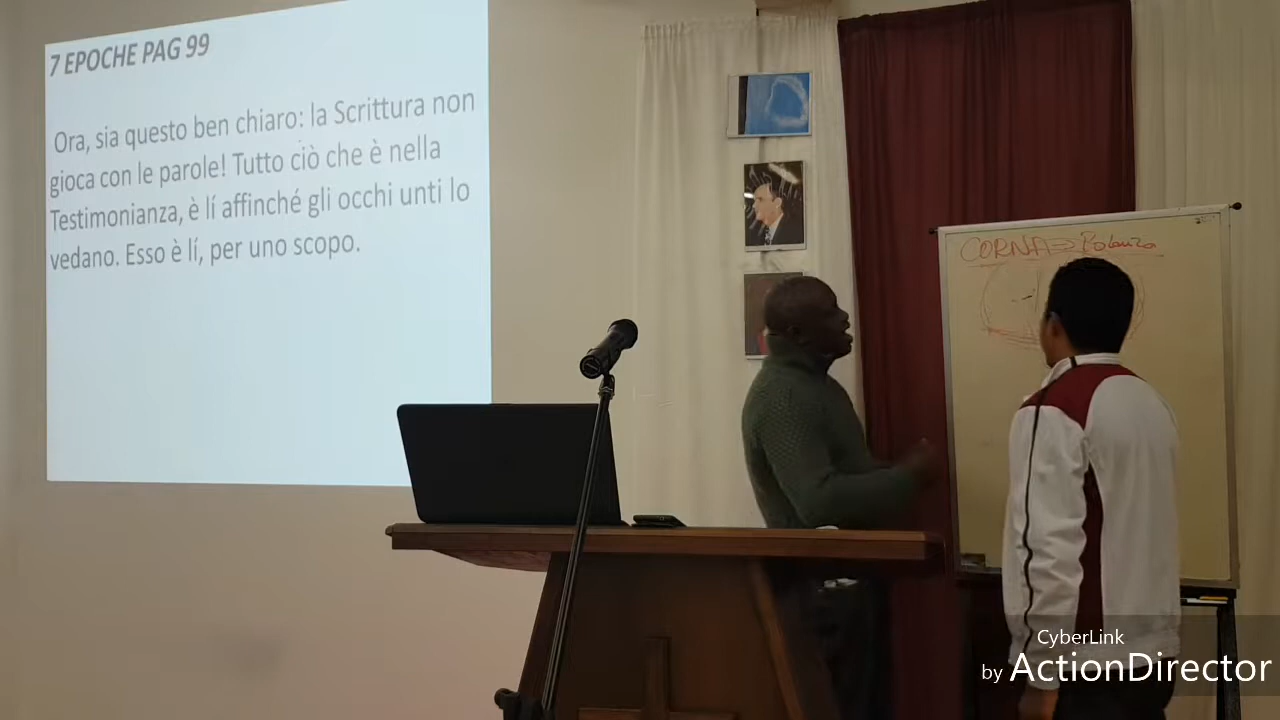 7 EPOCHE PAG 99
Ora, sia questo ben chiaro: la Scrittura non
gioca con le parole! Tutto ciò che è nella
Testimonianza, è lí affinché gli occhi unti lo
vedano. Esso è lí, per uno scopo.
CORNA
CyberLink
by ActionDirector